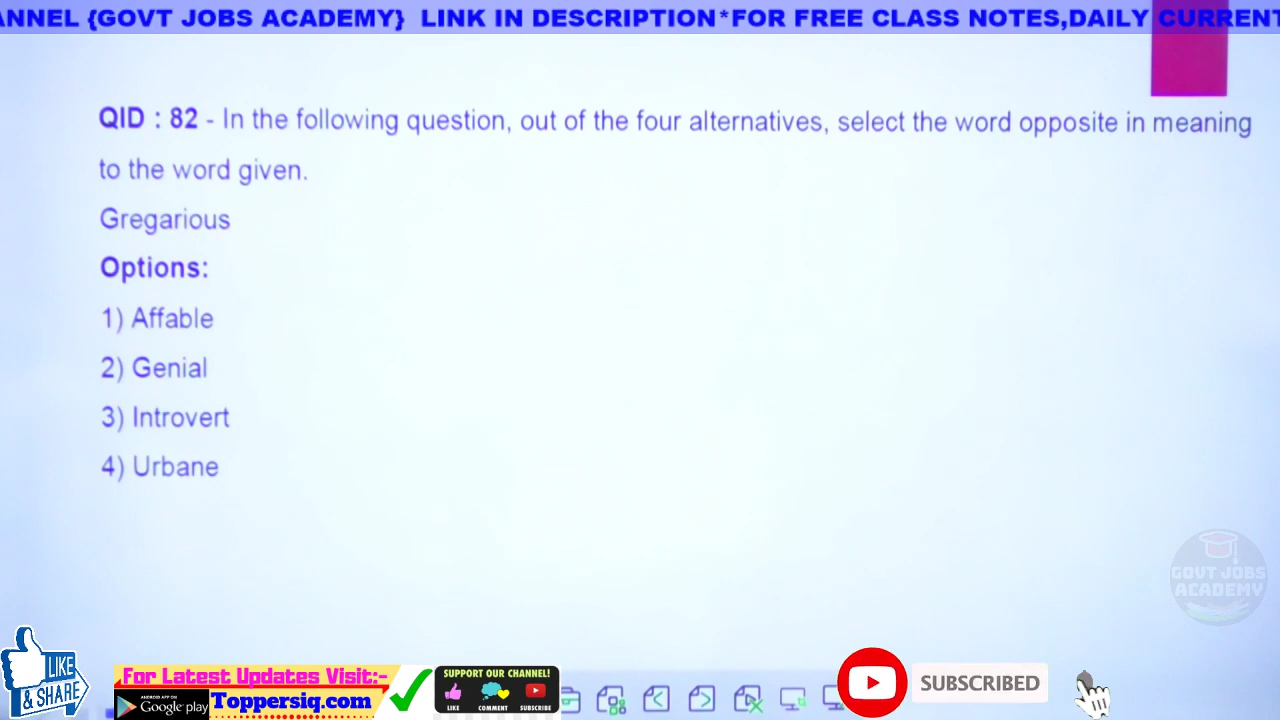 ANNEL {GOVT JOBS ACADEMY} LINK IN DESCRIPTION*FOR FREE CLASS NOTES,DAILY CURRENT
QID : 82 - In the following question, out of the four alternatives, select the word opposite in meaning
to the word given.
Gregarious
Options:
1) Affable
2) Genial
3) Introvert
4) Urbane
GOVT JOBS
ACADEMY
LIKE
& SHARE
For Latest Updates Visit:-
ANDROID APP ON
Google play
Toppersiq.com
SUPPORT OUR CHANNEL!
LIKE COMMENT SUBSCRIBE
SUBSCRIBED